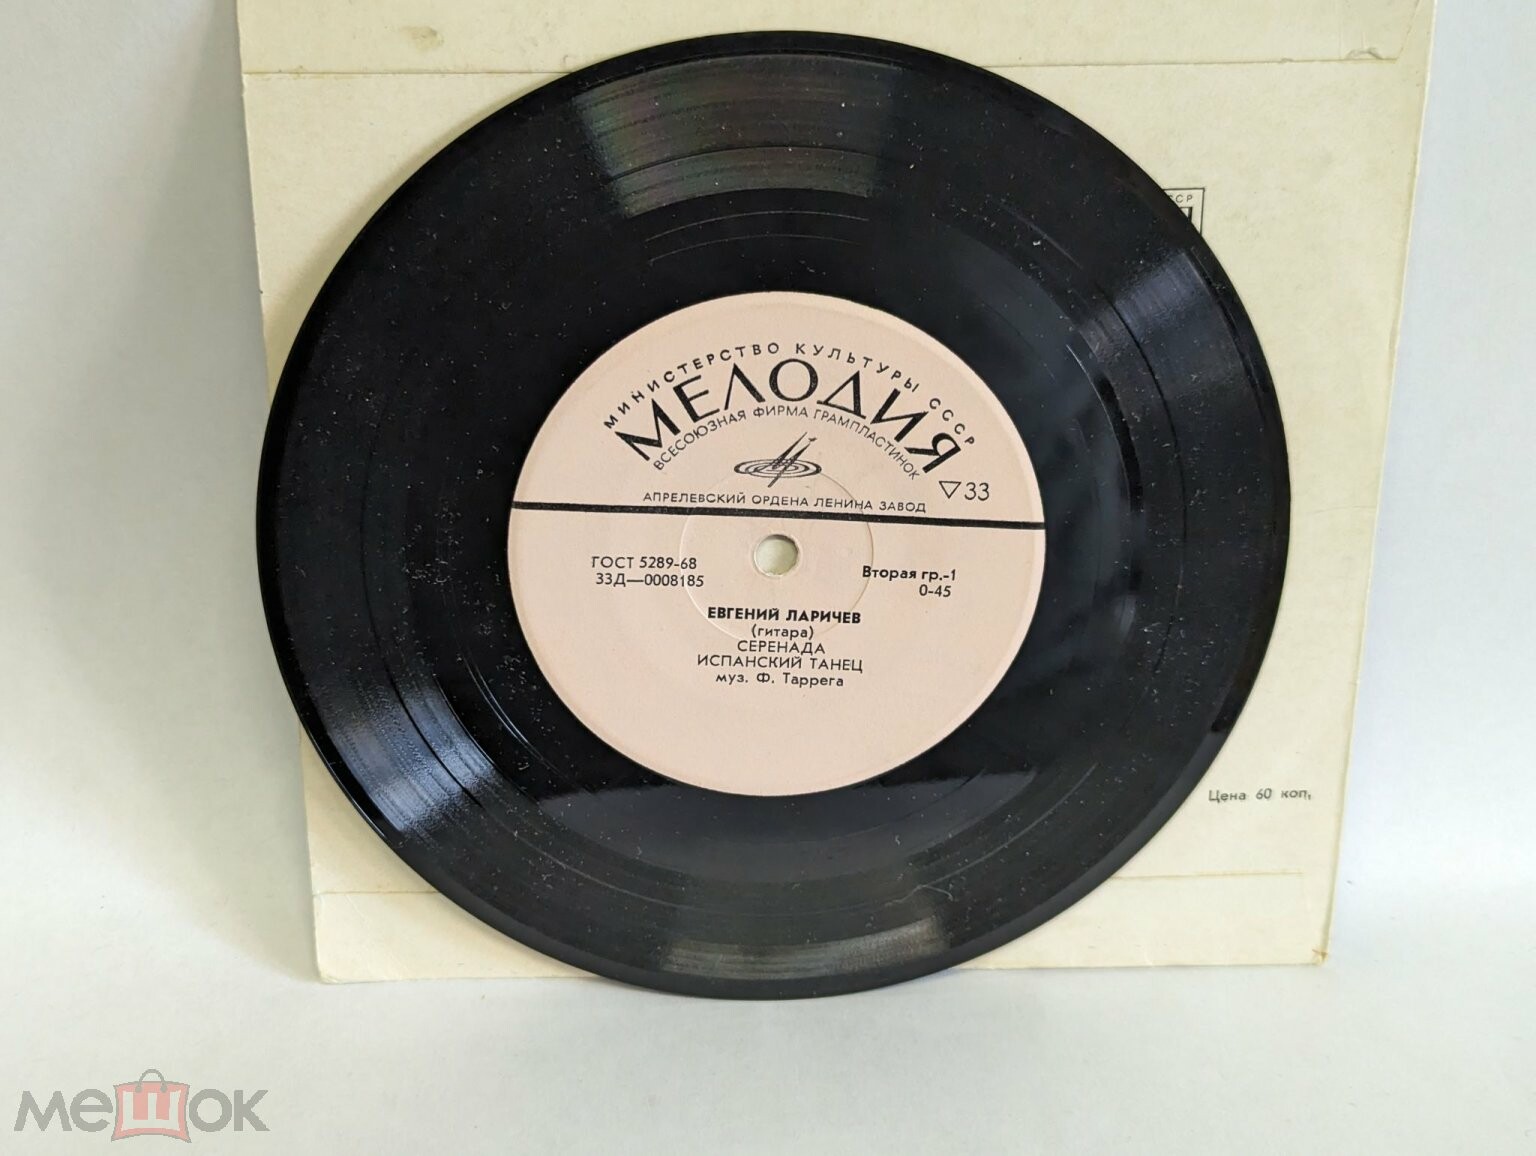 МИНИСТЕРСТВО КУЛЬТУРЫ СССР
МЕЛОДИЯ
ВСЕСОЮЗНАЯ ФИРМА ГРАМПЛАСТИНОК
33
АПРЕЛЕВСКИЙ ОРДЕНА ЛЕНИНА ЗАВОД
ГОСТ 5289-68
33Д—0008185
Вторая гр.-1
0-45
ЕВГЕНИЙ ЛАРИЧЕВ
(гитара)
СЕРЕНАДА
ИСПАНСКИЙ ТАНЕЦ
муз. Ф. Таррега
Цена 60 коп,
мешок